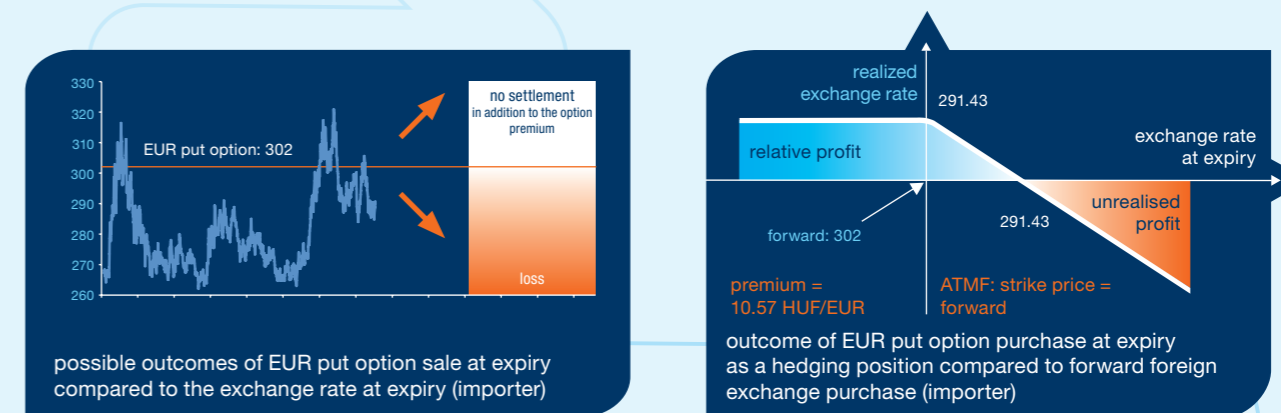 330
320
310
300
290
280
270
260
EUR put option: 302
no settlement
in addition to the option
premium
loss
possible outcomes of EUR put option sale at expiry
compared to the exchange rate at expiry (importer)
realized
exchange rate
291.43
exchange rate
at expiry
relative profit
unrealised
profit
291.43
forward: 302
premium =
10.57 HUF/EUR
ATMF: strike price =
forward
outcome of EUR put option purchase at expiry
as a hedging position compared to forward foreign
exchange purchase (importer)